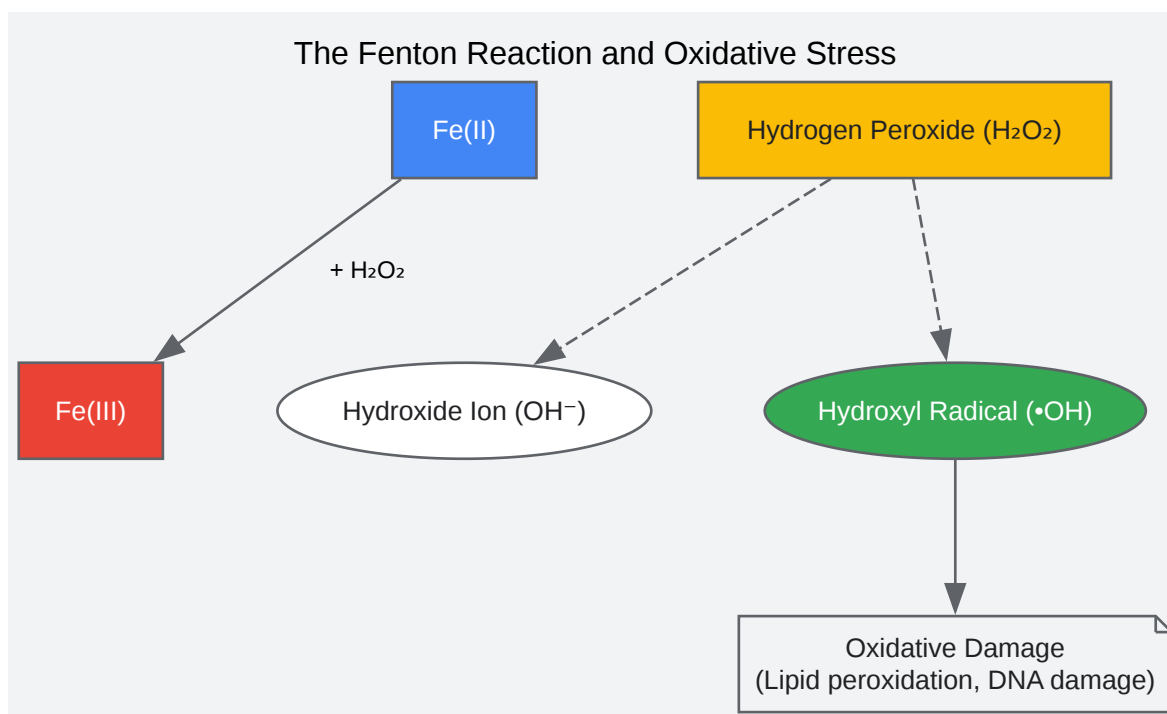 The Fenton Reaction and Oxidative Stress
Fe(II)
Hydrogen Peroxide (H₂O₂)
+ H₂O₂
Fe(III)
Hydroxide Ion (OH⁻)
Hydroxyl Radical (•OH)
Oxidative Damage
(Lipid peroxidation, DNA damage)